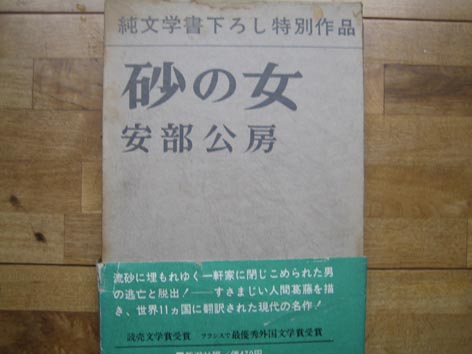 純文学書下ろし特別作品
砂の女
安部公房
流砂に埋もれゆく一軒家に閉じこめられた男
の逃亡と脱出!──すさまじい人間葛藤を描
き、世界11ヵ国に翻訳された現代の名作!
読売文学賞受賞 フランスで最優秀外国文学賞受賞